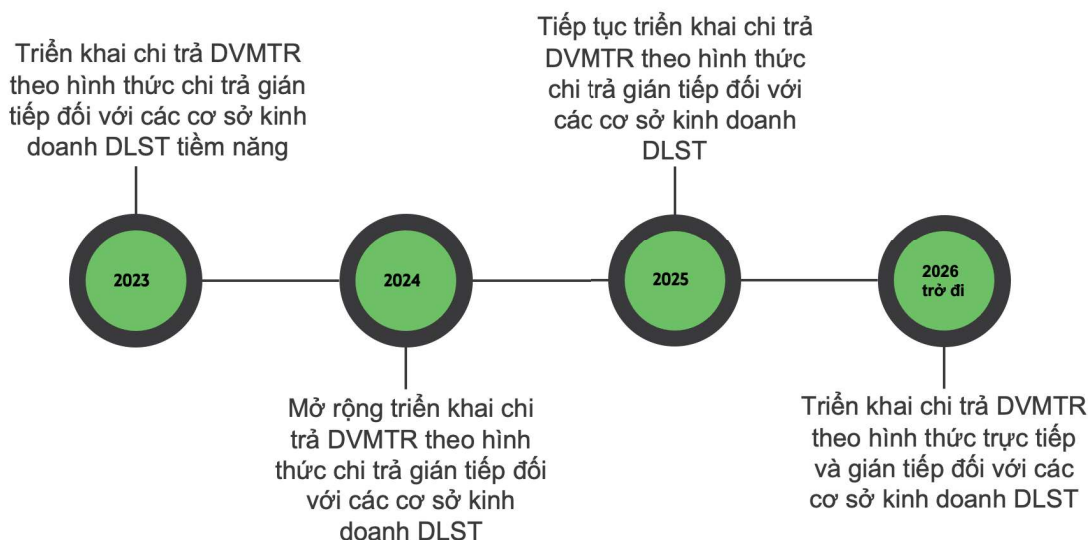 Triển khai chi trả DVMTR
theo hình thức chi trả gián
tiếp đối với các cơ sở kinh
doanh DLST tiềm năng
2023
Mở rộng triển khai chi
trả DVMTR theo hình
thức chi trả gián tiếp đối
với các cơ sở kinh
doanh DLST
2024
Tiếp tục triển khai chi trả
DVMTR theo hình thức
chi trả gián tiếp đối với
các cơ sở kinh doanh
DLST
2025
2026
trở đi
Triển khai chi trả DVMTR
theo hình thức trực tiếp
và gián tiếp đối với các
cơ sở kinh doanh DLST